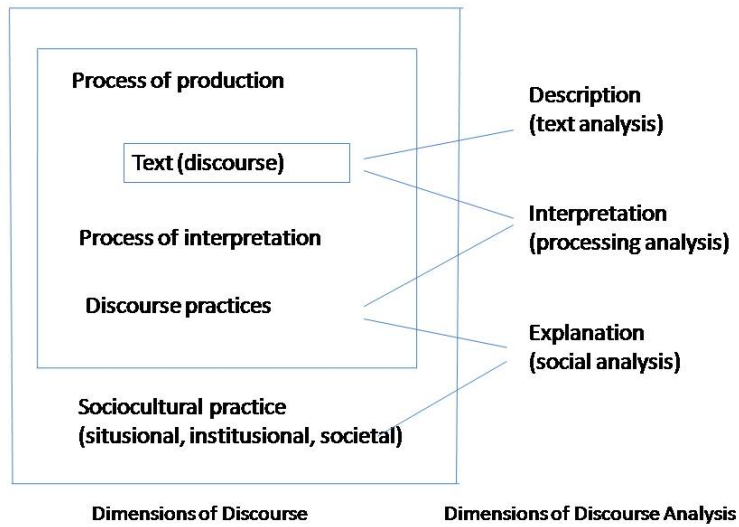 Process of production
Text (discourse)
Process of interpretation
Discourse practices
Sociocultural practice
(situsional, institusional, societal)
Description
(text analysis)
Interpretation
(processing analysis)
Explanation
(social analysis)
Dimensions of Discourse
Dimensions of Discourse Analysis